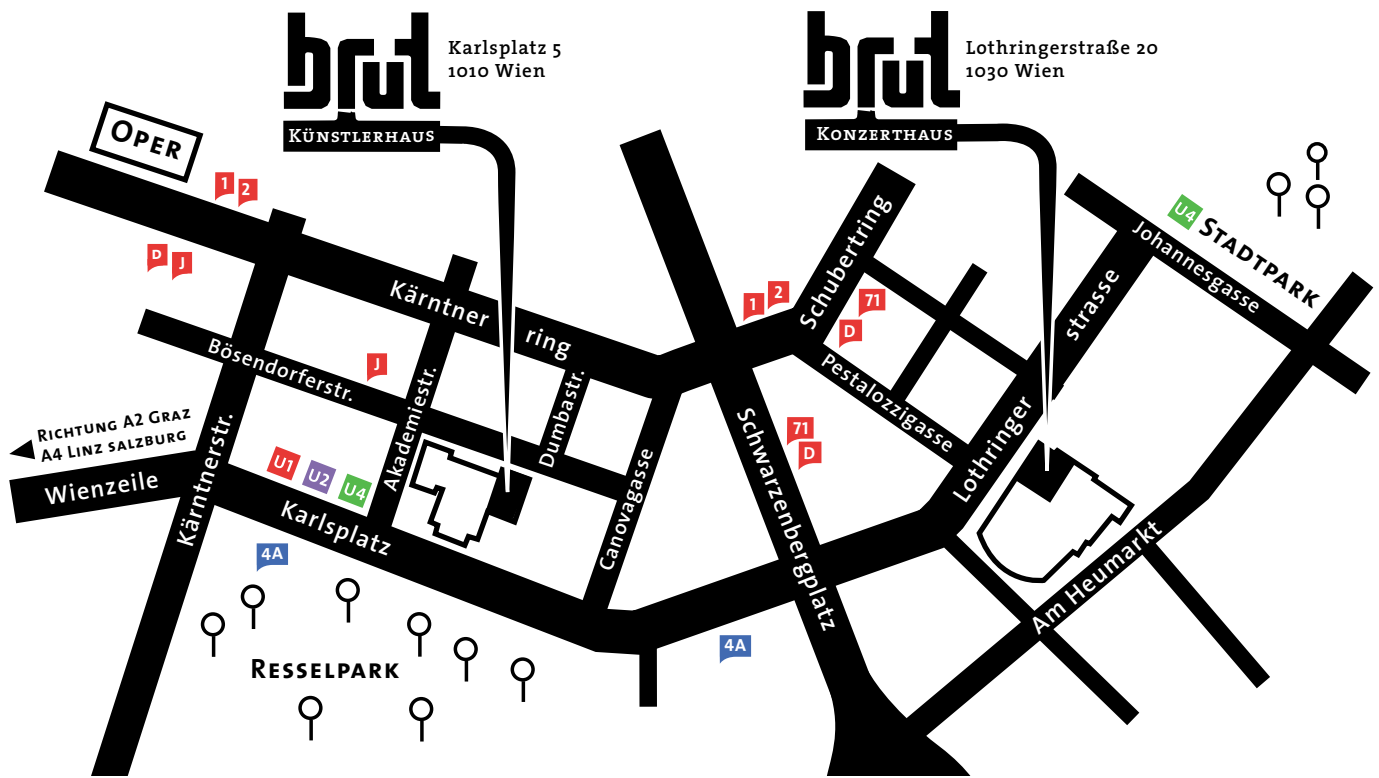 brut
KÜNSTLERHAUS
Karlsplatz 5
1010 Wien
brut
KONZERTHAUS
Lothringerstraße 20
1030 Wien
OPER
1
2
D
J
Kärntner
ring
Bösendorferstr.
J
Akademiestr.
Dumbastr.
RICHTUNG A2 GRAZ
A4 LINZ SALZBURG
Wienzeile
Kärntnerstr.
U1
U2
U4
Karlsplatz
4A
RESSELPARK
Canovagasse
1
2
Schubertring
71
D
Pestalozzigasse
Schwarzenbergplatz
71
D
4A
Lothringer
strasse
U4
STADTPARK
Johannesgasse
Am Heumarkt